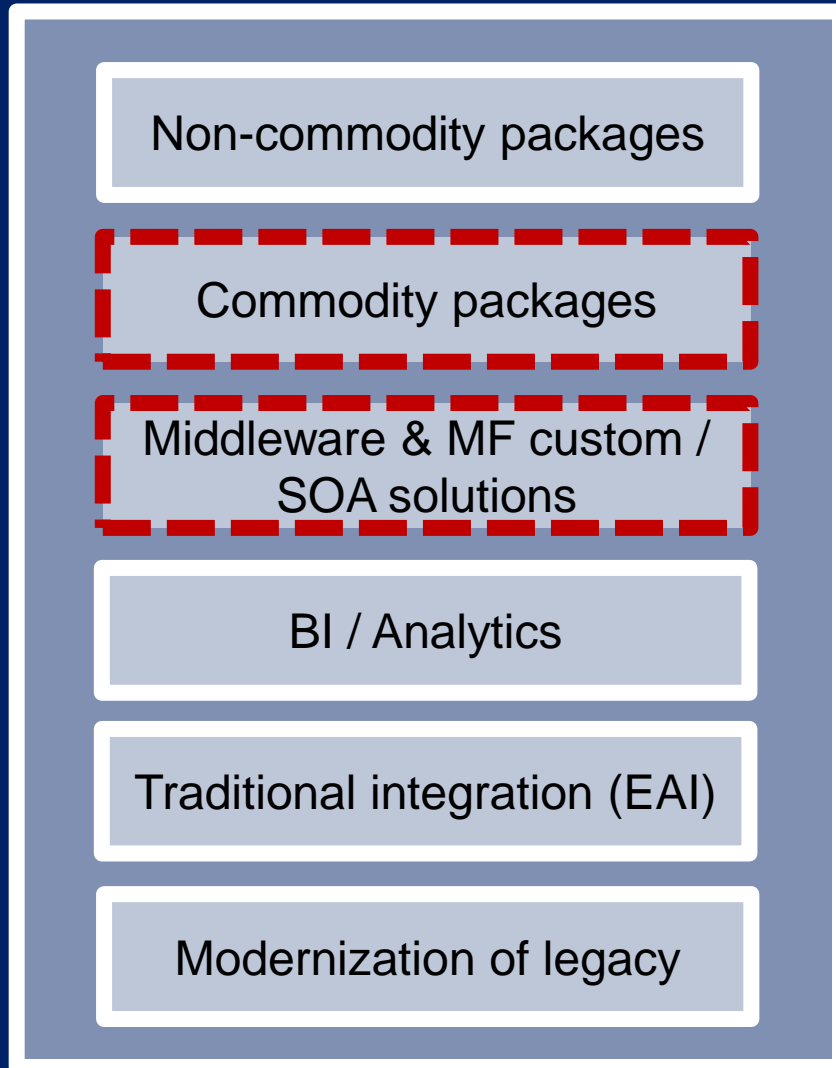 Non-commodity packages
Commodity packages
Middleware & MF custom /
SOA solutions
BI / Analytics
Traditional integration (EAI)
Modernization of legacy